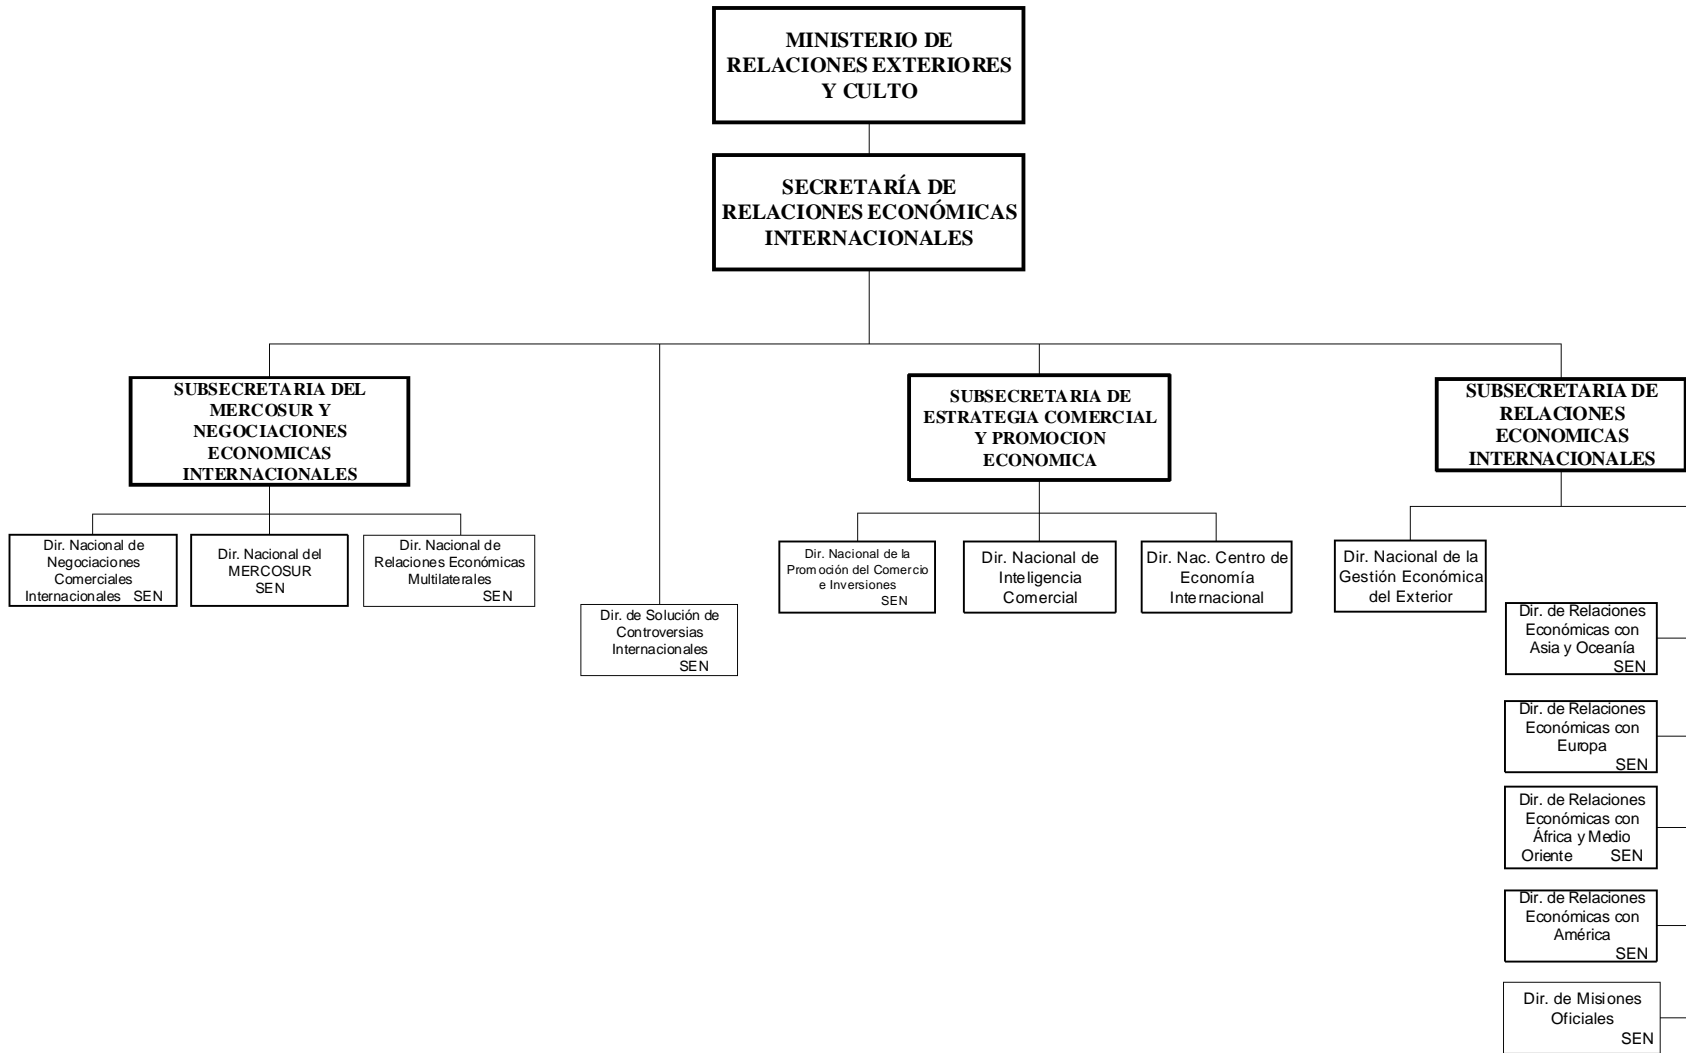 MINISTERIO DE
RELACIONES EXTERIORES
Y CULTO
SECRETARÍA DE
RELACIONES ECONÓMICAS
INTERNACIONALES
SUBSECRETARIA DEL
MERCOSUR Y
NEGOCIACIONES
ECONOMICAS
INTERNACIONALES
SUBSECRETARIA DE
ESTRATEGIA COMERCIAL
Y PROMOCION
ECONOMICA
SUBSECRETARIA DE
RELACIONES
ECONOMICAS
INTERNACIONALES
Dir. Nacional de
Negociaciones
Comerciales
Internacionales SEN
Dir. Nacional del
MERCOSUR
SEN
Dir. Nacional de
Relaciones Económicas
Multilaterales
SEN
Dir. de Solución de
Controversias
Internacionales
SEN
Dir. Nacional de la
Promoción del Comercio
e Inversiones
SEN
Dir. Nacional de
Inteligencia
Comercial
Dir. Nac. Centro de
Economía
Internacional
Dir. Nacional de la
Gestión Económica
del Exterior
Dir. de Relaciones
Económicas con
Asia y Oceanía
SEN
Dir. de Relaciones
Económicas con
Europa
SEN
Dir. de Relaciones
Económicas con
África y Medio
Oriente SEN
Dir. de Relaciones
Económicas con
América
SEN
Dir. de Misiones
Oficiales
SEN